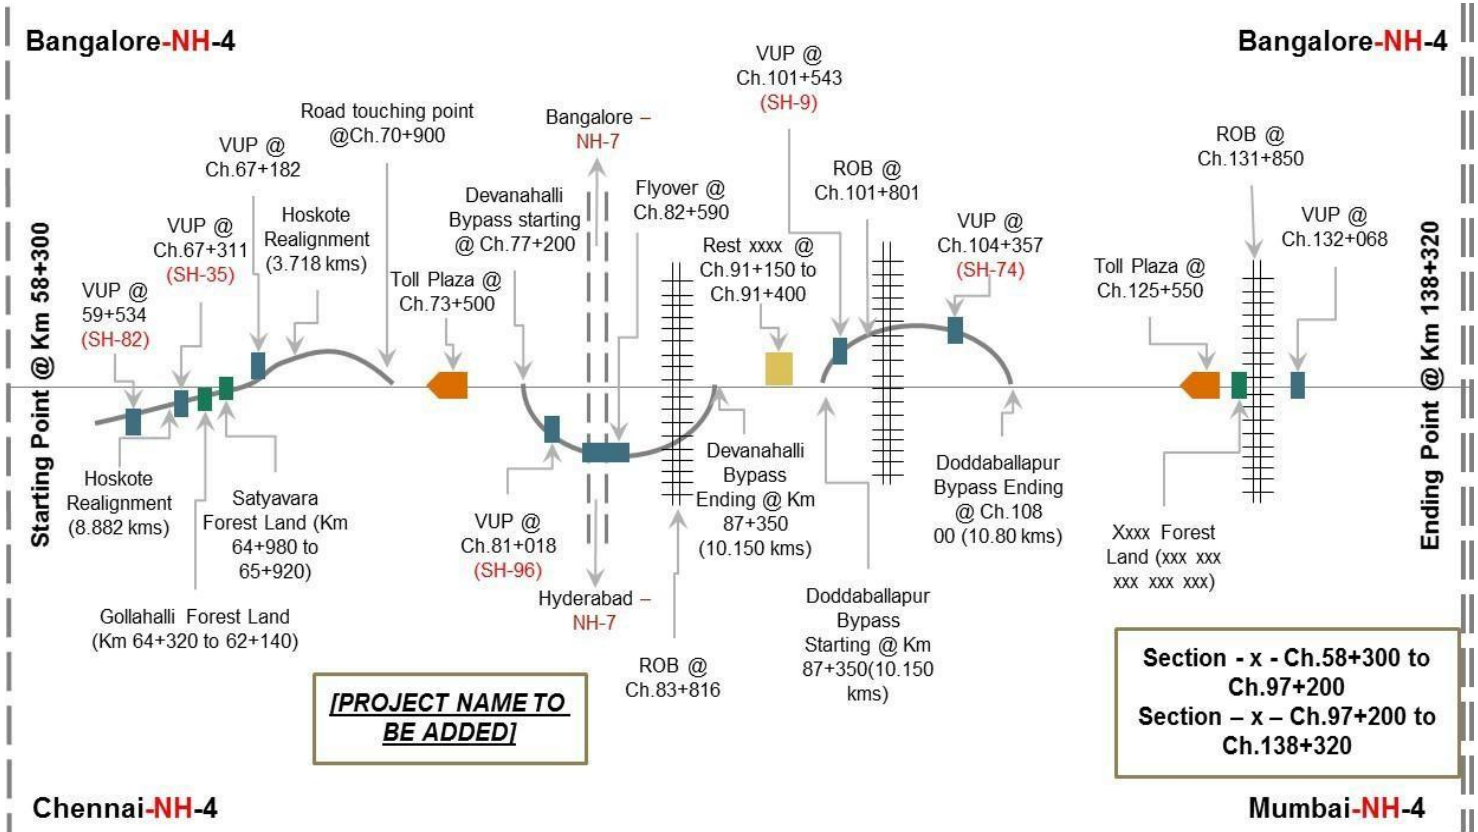 Bangalore-NH-4
Bangalore-NH-4
Starting Point @ Km 58+300
Ending Point @ Km 138+320
VUP @
59+534
(SH-82)
VUP @
Ch.67+311
(SH-35)
VUP @
Ch.67+182
Hoskote
Realignment
(3.718 kms)
Road touching point
@Ch.70+900
Toll Plaza @
Ch.73+500
Devanahalli
Bypass starting
@ Ch.77+200
Bangalore –
NH-7
Flyover @
Ch.82+590
Rest xxxx @
Ch.91+150 to
Ch.91+400
VUP @
Ch.101+543
(SH-9)
ROB @
Ch.101+801
VUP @
Ch.104+357
(SH-74)
Toll Plaza @
Ch.125+550
ROB @
Ch.131+850
VUP @
Ch.132+068
Hoskote
Realignment
(8.882 kms)
Satyavara
Forest Land (Km
64+980 to
65+920)
Gollahalli Forest Land
(Km 64+320 to 62+140)
VUP @
Ch.81+018
(SH-96)
Hyderabad –
NH-7
ROB @
Ch.83+816
Devanahalli
Bypass
Ending @ Km
87+350
(10.150 kms)
Doddaballapur
Bypass
Starting @ Km
87+350(10.150
kms)
Doddaballapur
Bypass Ending
@ Ch.108
00 (10.80 kms)
Xxxx Forest
Land (xxx xxx
xxx xxx xxx)
[PROJECT NAME TO
BE ADDED]
Section - x - Ch.58+300 to
Ch.97+200
Section – x – Ch.97+200 to
Ch.138+320
Chennai-NH-4
Mumbai-NH-4